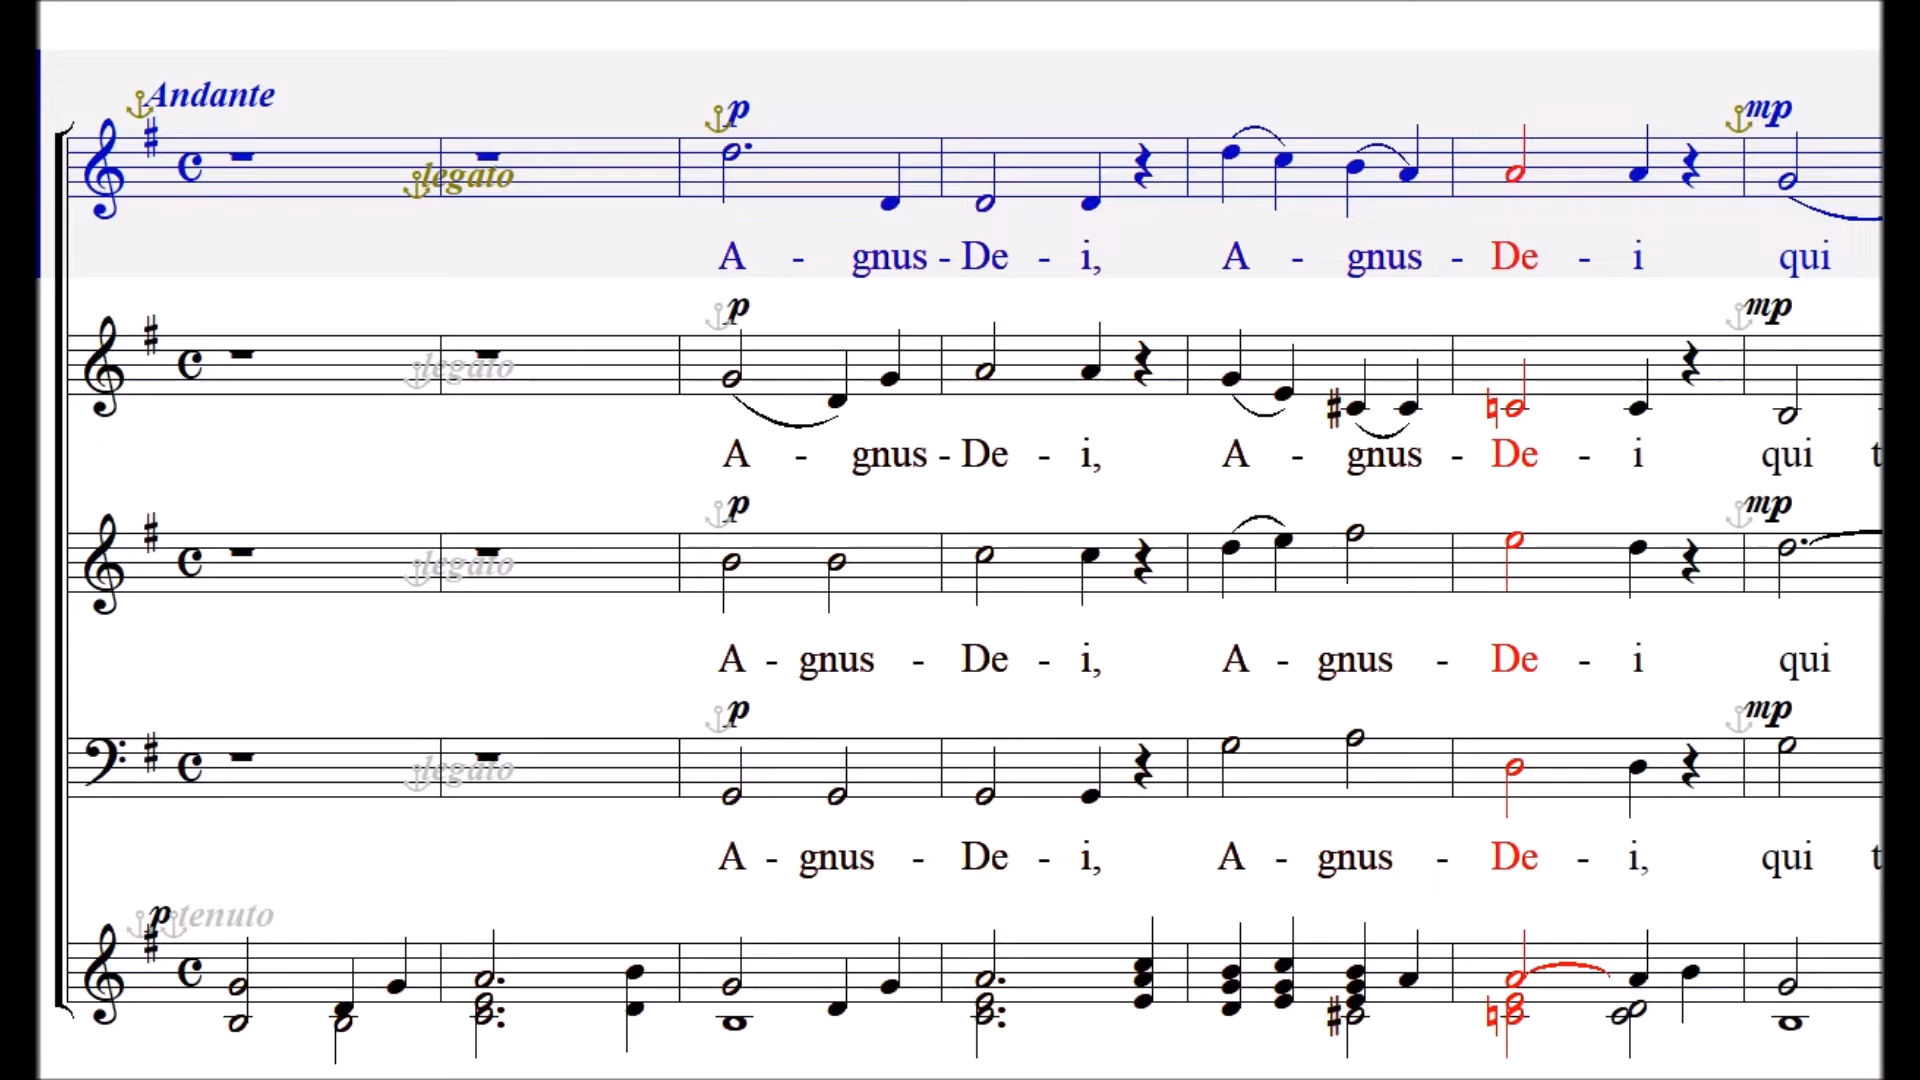 Andante
p mp
legato
A - gnus - De - i, A - gnus - De - i qui
p mp
legato
A - gnus - De - i, A - gnus - De - i qui t
p mp
legato
A - gnus - De - i, A - gnus - De - i qui
p mp
legato
A - gnus - De - i, A - gnus - De - i, qui t
p tenuto